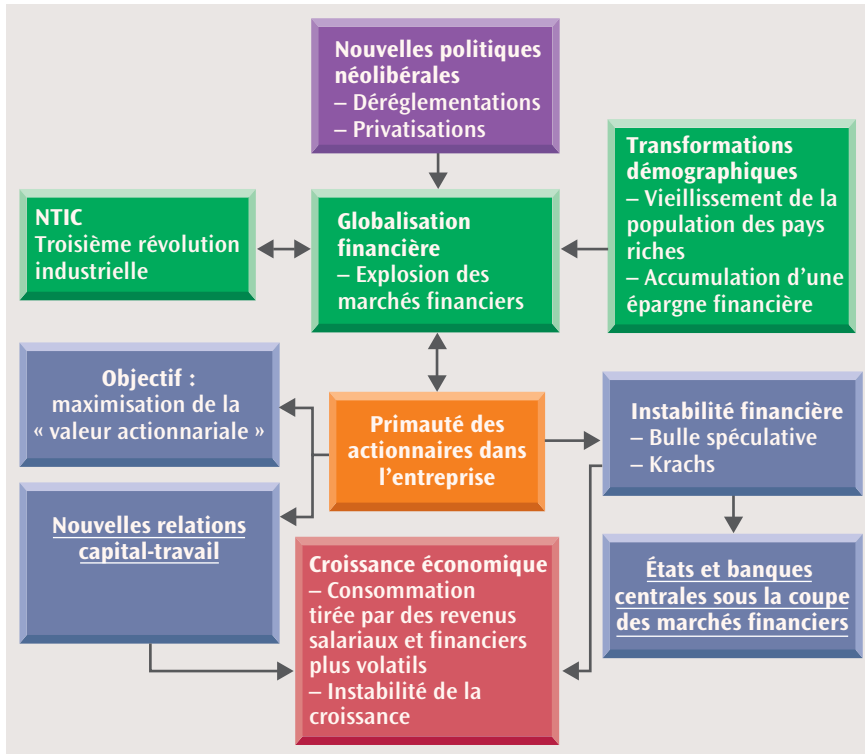 Nouvelles politiques
néolibérales
– Déréglementations
– Privatisations
Transformations
démographiques
– Vieillissement de la
population des pays
riches
– Accumulation d’une
épargne financière
NTIC
Troisième révolution
industrielle
Globalisation
financière
– Explosion des
marchés financiers
Objectif :
maximisation de la
« valeur actionnariale »
Primauté des
actionnaires dans
l’entreprise
Instabilité financière
– Bulle spéculative
– Krachs
Nouvelles relations
capital-travail
Croissance économique
– Consommation
tirée par des revenus
salariaux et financiers
plus volatils
– Instabilité de la
croissance
États et banques
centrales sous la coupe
des marchés financiers